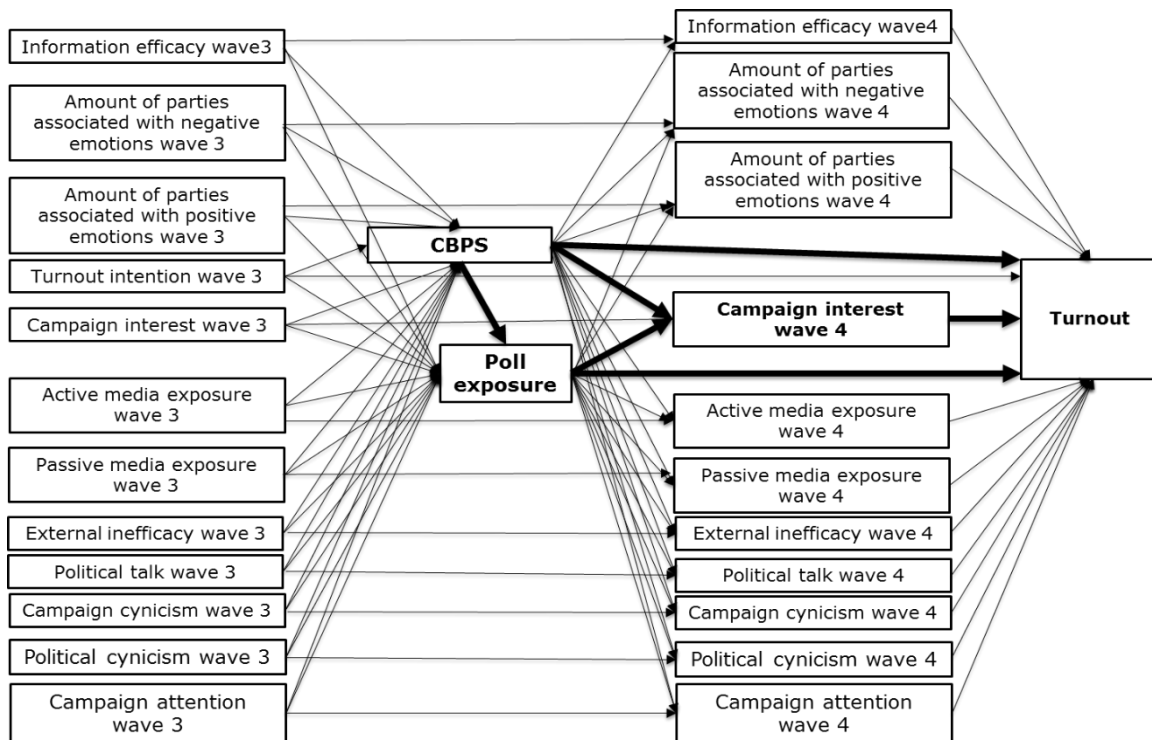 Information efficacy wave3
Amount of parties
associated with negative
emotions wave 3
Amount of parties
associated with positive
emotions wave 3
Turnout intention wave 3
Campaign interest wave 3
Active media exposure
wave 3
Passive media exposure
wave 3
External inefficacy wave 3
Political talk wave 3
Campaign cynicism wave 3
Political cynicism wave 3
Campaign attention
wave 3
CBPS
Poll
exposure
Information efficacy wave4
Amount of parties
associated with negative
emotions wave 4
Amount of parties
associated with positive
emotions wave 4
Campaign interest
wave 4
Active media exposure
wave 4
Passive media exposure
wave 4
External inefficacy wave 4
Political talk wave 4
Campaign cynicism wave 4
Political cynicism wave 4
Campaign attention
wave 4
Turnout